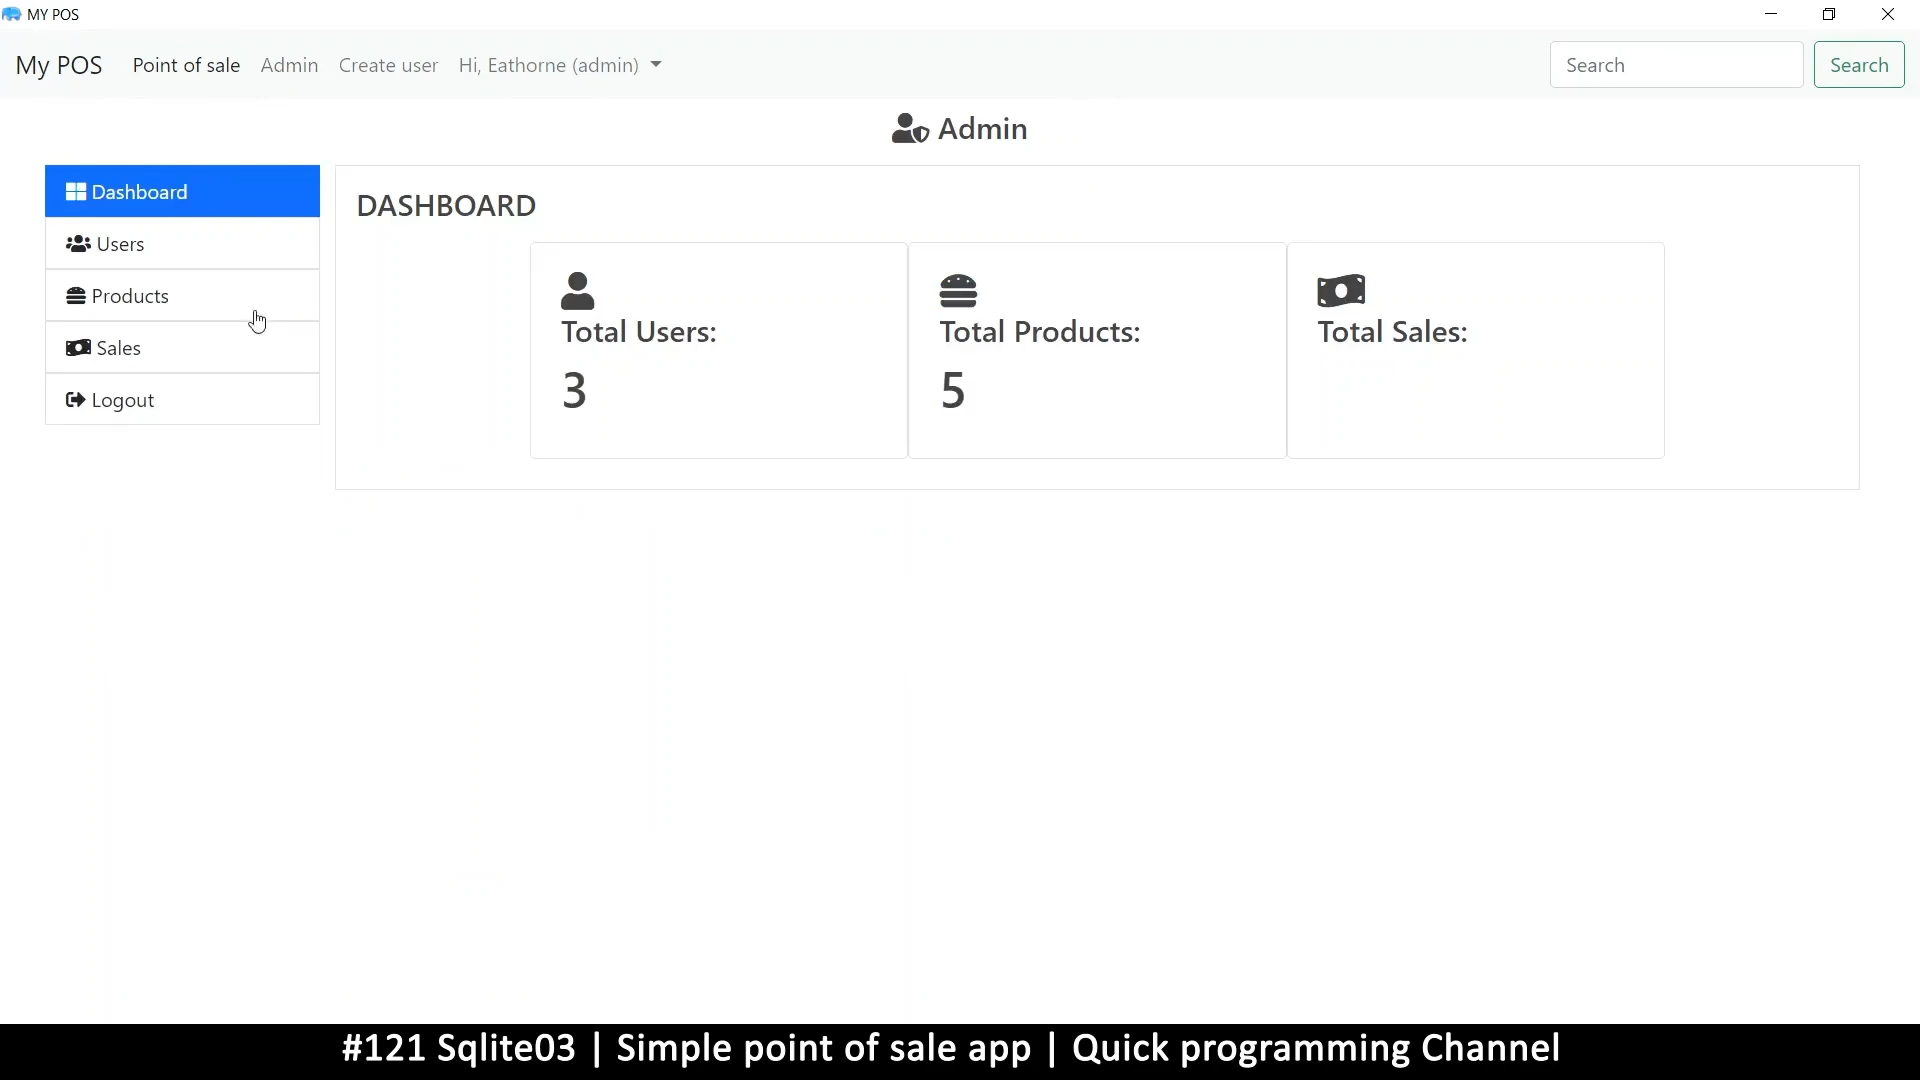 MY POS
My POS Point of sale Admin Create user Hi, Eathorne (admin) Search Search
Admin
Dashboard
Users
Products
Sales
Logout
DASHBOARD
Total Users:
3
Total Products:
5
Total Sales:
#121 Sqlite03 | Simple point of sale app | Quick programming Channel